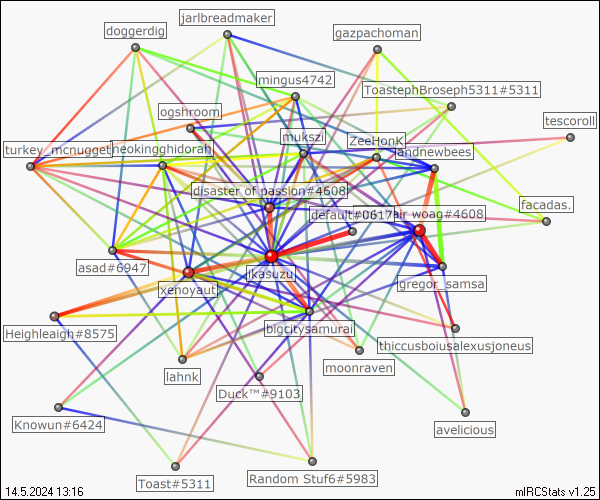 jarlbreadmaker
doggerdig
gazpachoman
mingus4742
ToastephBroseph5311#5311
ogshroom
tescoroll
mukszi
ZeeHonK
turkey_mcnugget
neokingghidorah
landnewbees
disaster of passion#4608
facadas.
default#0617
air woag#4608
asad#6947
jkasuzu
gregor_samsa
xenoyaut
bigcitysamurai
Heighleaigh#8575
thiccusboiusalexusjoneus
moonraven
lahnk
Duck™#9103
Knowun#6424
avelicious
Random Stuf6#5983
Toast#5311
14.5.2024 13:16
mIRCStats v1.25